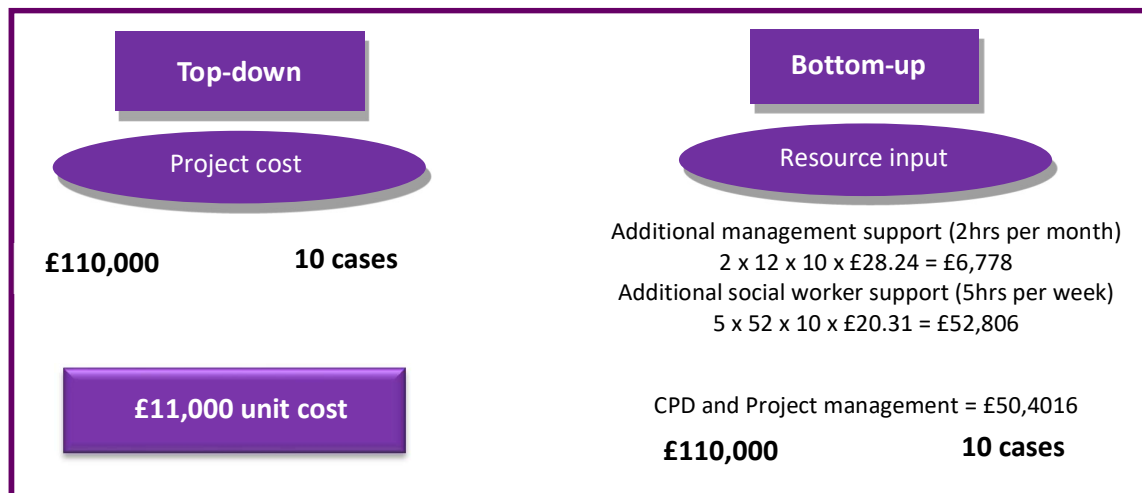 Top-down
Project cost
£110,000
10 cases
£11,000 unit cost
Bottom-up
Resource input
Additional management support (2hrs per month)
2 x 12 x 10 x £28.24 = £6,778
Additional social worker support (5hrs per week)
5 x 52 x 10 x £20.31 = £52,806
CPD and Project management = £50,4016
£110,000
10 cases